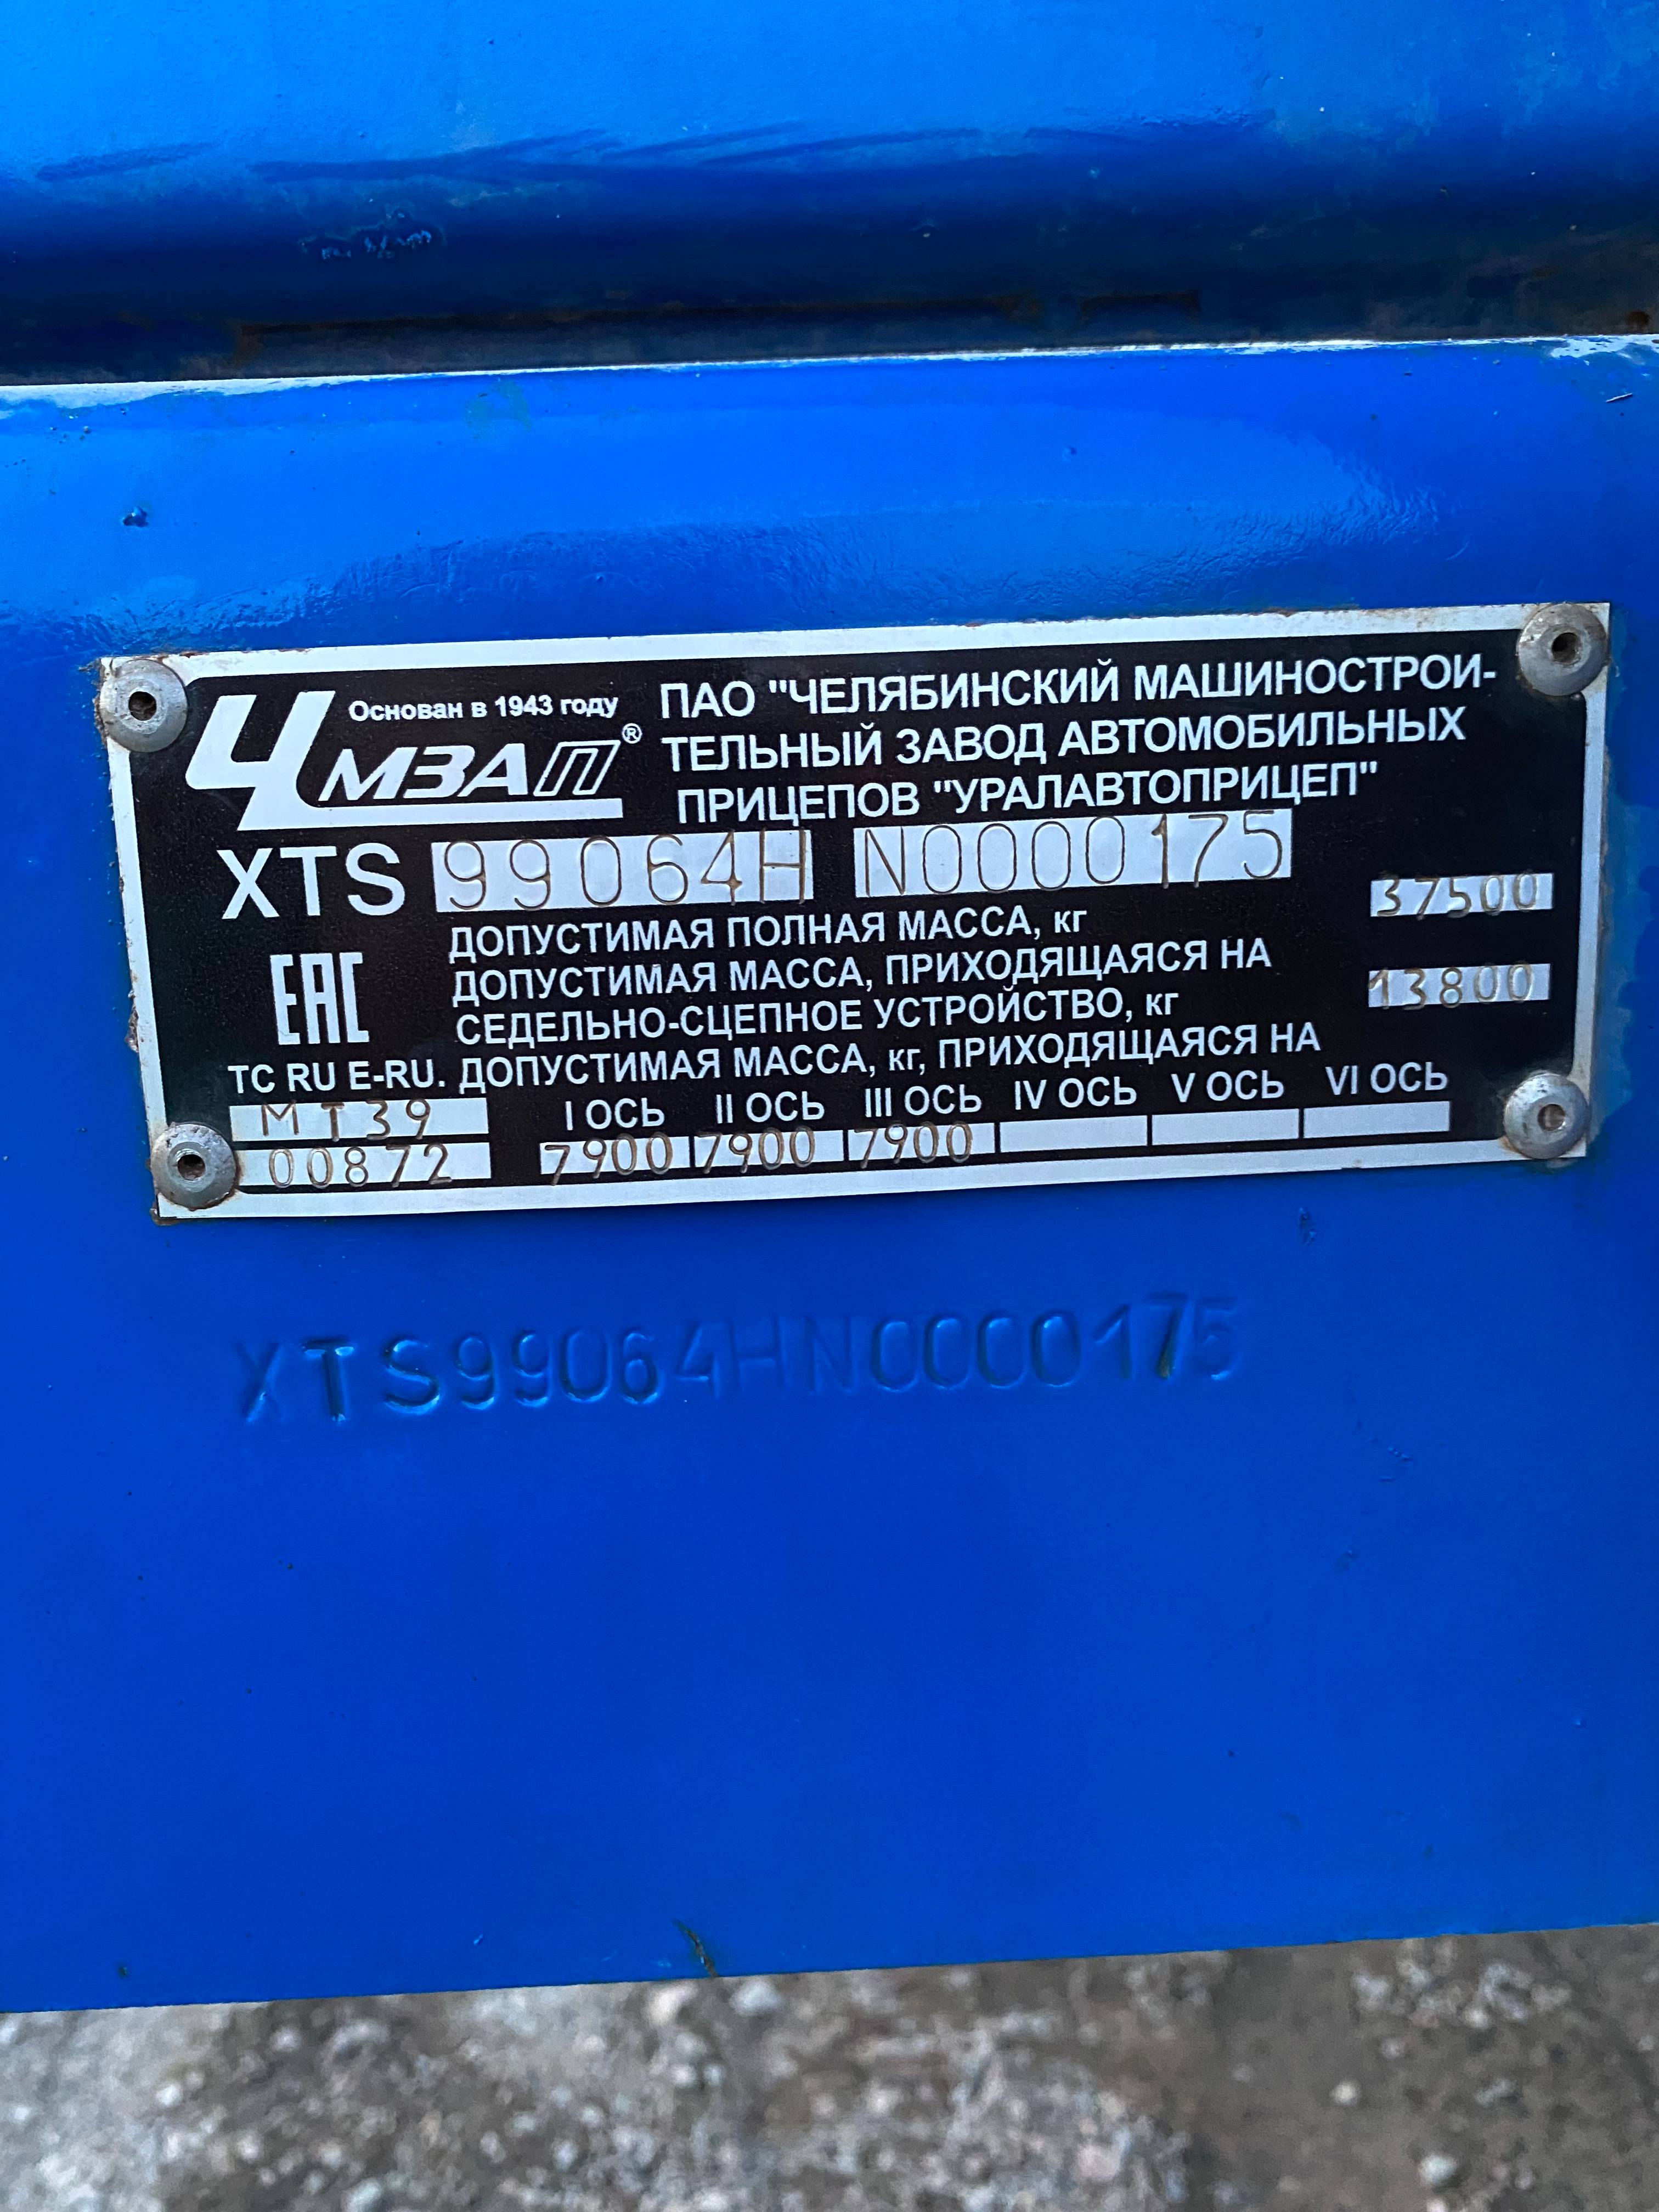 ЧМЗАП®
Основан в 1943 году
ПАО "ЧЕЛЯБИНСКИЙ МАШИНОСТРОИ-
ТЕЛЬНЫЙ ЗАВОД АВТОМОБИЛЬНЫХ
ПРИЦЕПОВ "УРАЛАВТОПРИЦЕП"
XTS 99064H N0000175
ДОПУСТИМАЯ ПОЛНАЯ МАССА, кг 37500
ДОПУСТИМАЯ МАССА, ПРИХОДЯЩАЯСЯ НА
СЕДЕЛЬНО-СЦЕПНОЕ УСТРОЙСТВО, кг 13800
EAC
ТС RU E-RU. ДОПУСТИМАЯ МАССА, кг, ПРИХОДЯЩАЯСЯ НА
МТ39 I ОСЬ II ОСЬ III ОСЬ IV ОСЬ V ОСЬ VI ОСЬ
00872 7900 7900 7900
XTS99064HN0000175